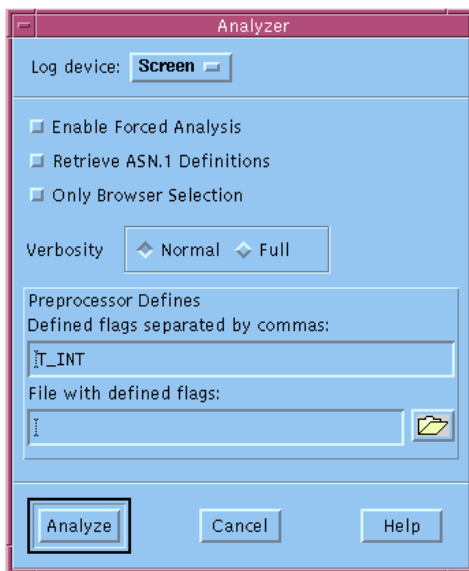 Analyzer
Log device: Screen
Enable Forced Analysis
Retrieve ASN.1 Definitions
Only Browser Selection
Verbosity Normal Full
Preprocessor Defines
Defined flags separated by commas:
T_INT
File with defined flags:
Analyze Cancel Help